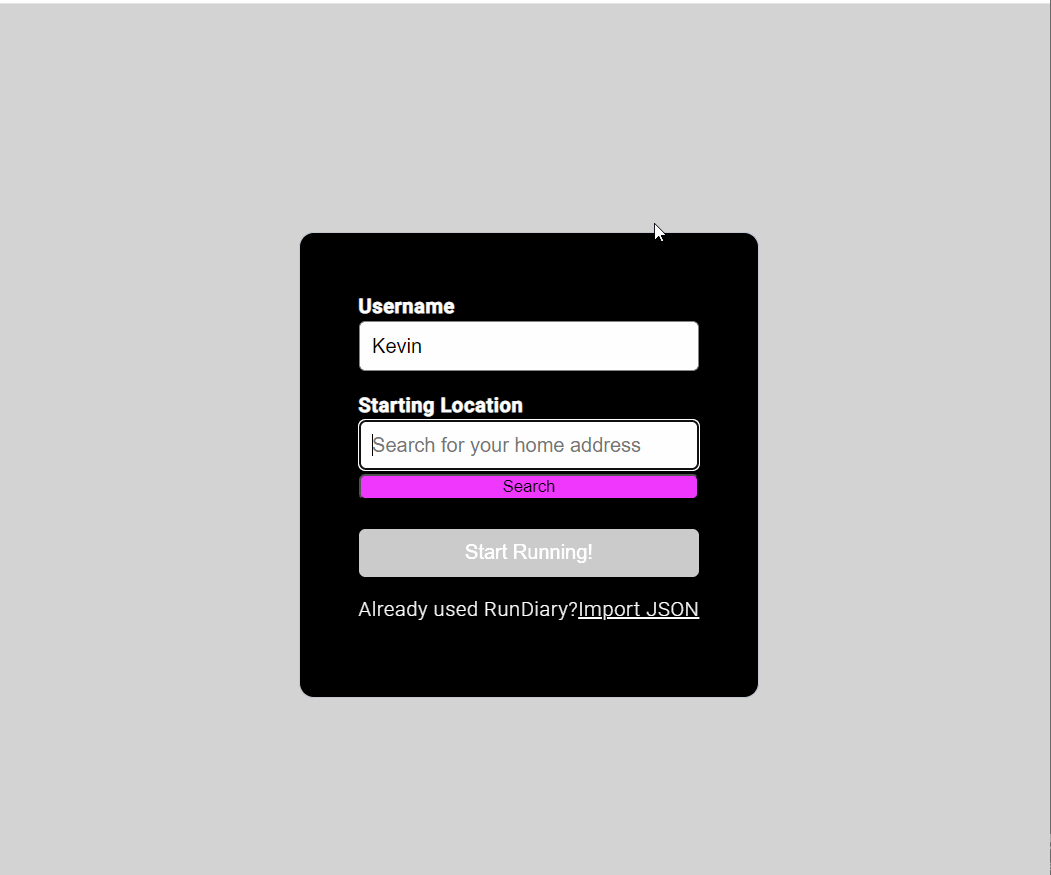 Username
Kevin
Starting Location
Search for your home address
Search
Start Running!
Already used RunDiary?Import JSON